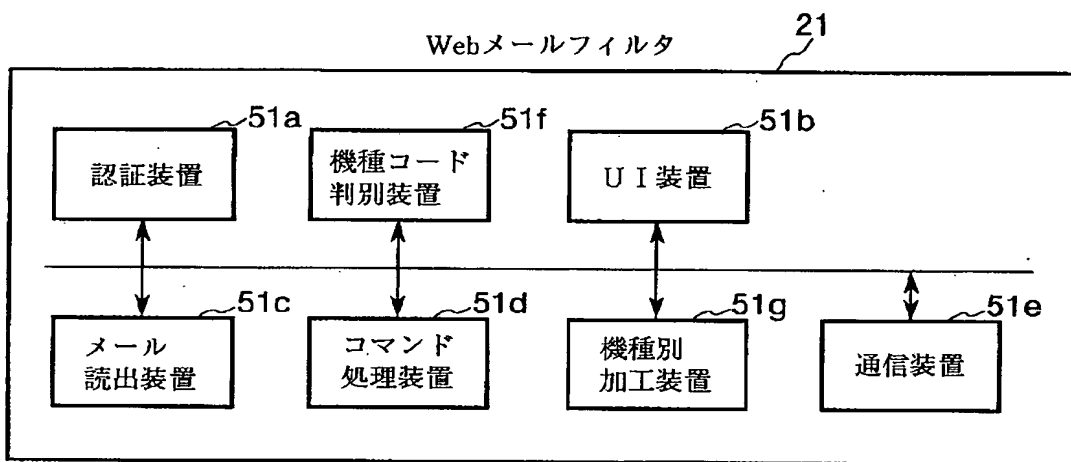 21
Webメールフィルタ
51a
51f
51b
認証装置
機種コード
判別装置
UI装置
51c
51d
51g
51e
メール
読出装置
コマンド
処理装置
機種別
加工装置
通信装置